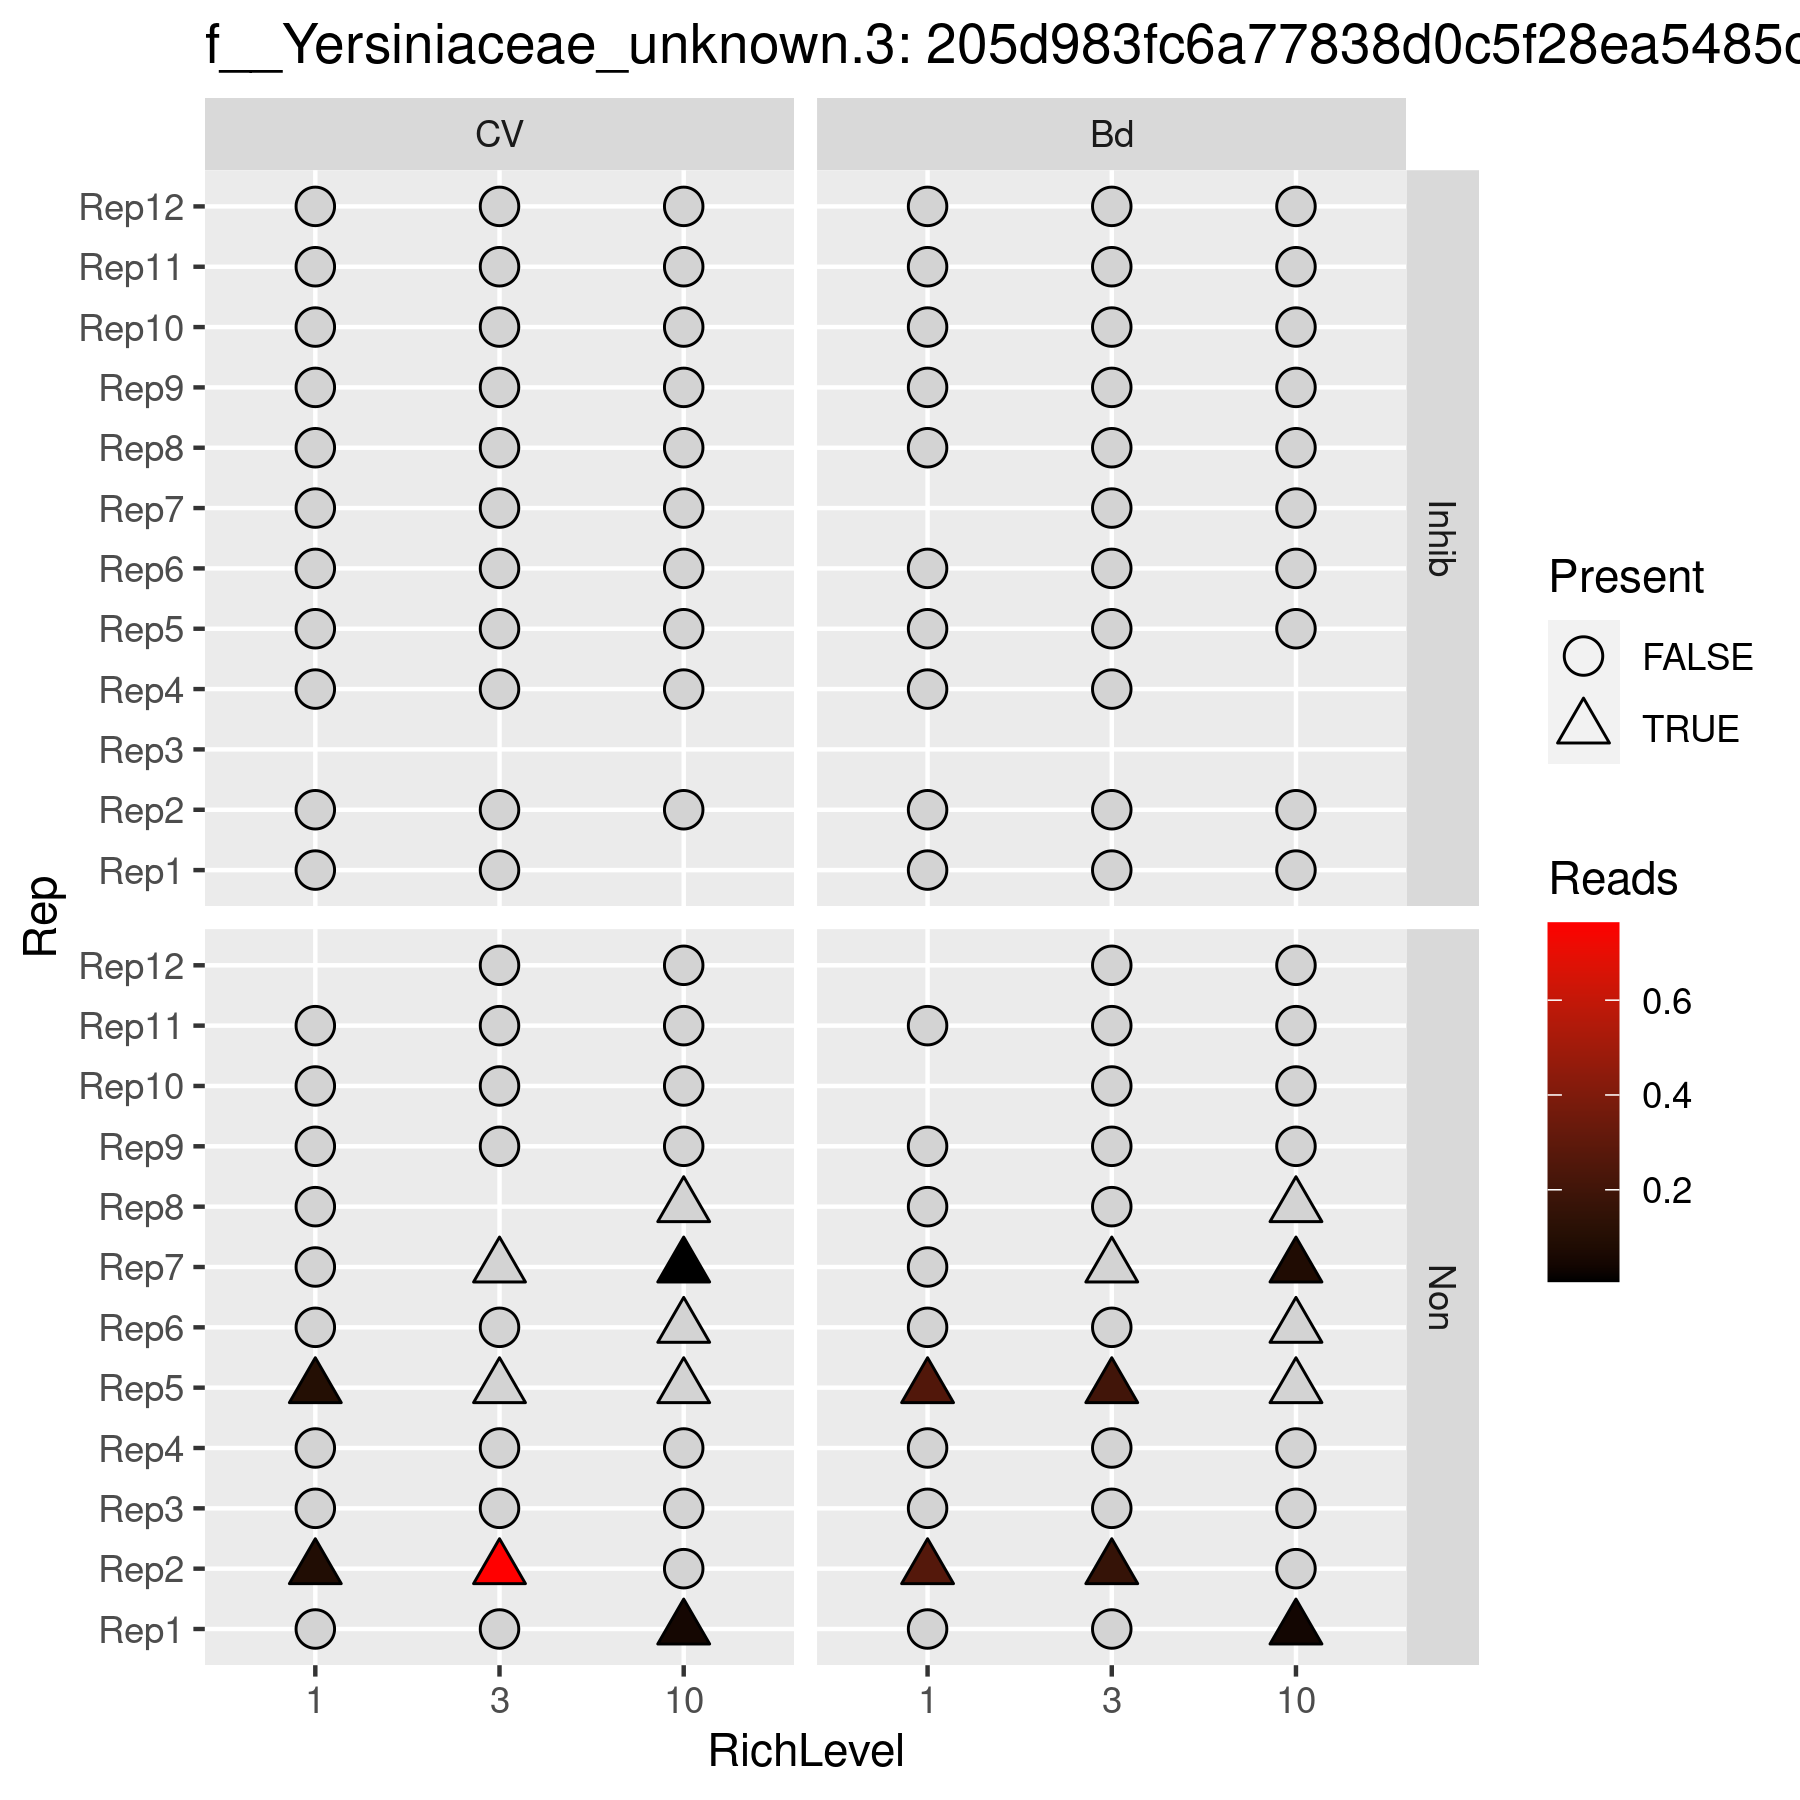 f__Yersiniaceae_unknown.3: 205d983fc6a77838d0c5f28ea5485
CV
Bd
Rep12
Rep11
Rep10
Rep9
Rep8
Rep7
Rep6
Rep5
Rep4
Rep3
Rep2
Rep1
Inhib
Rep12
Rep11
Rep10
Rep9
Rep8
Rep7
Rep6
Rep5
Rep4
Rep3
Rep2
Rep1
Non
Rep
1
3
10
1
3
10
RichLevel
Present
FALSE
TRUE
Reads
0.6
0.4
0.2